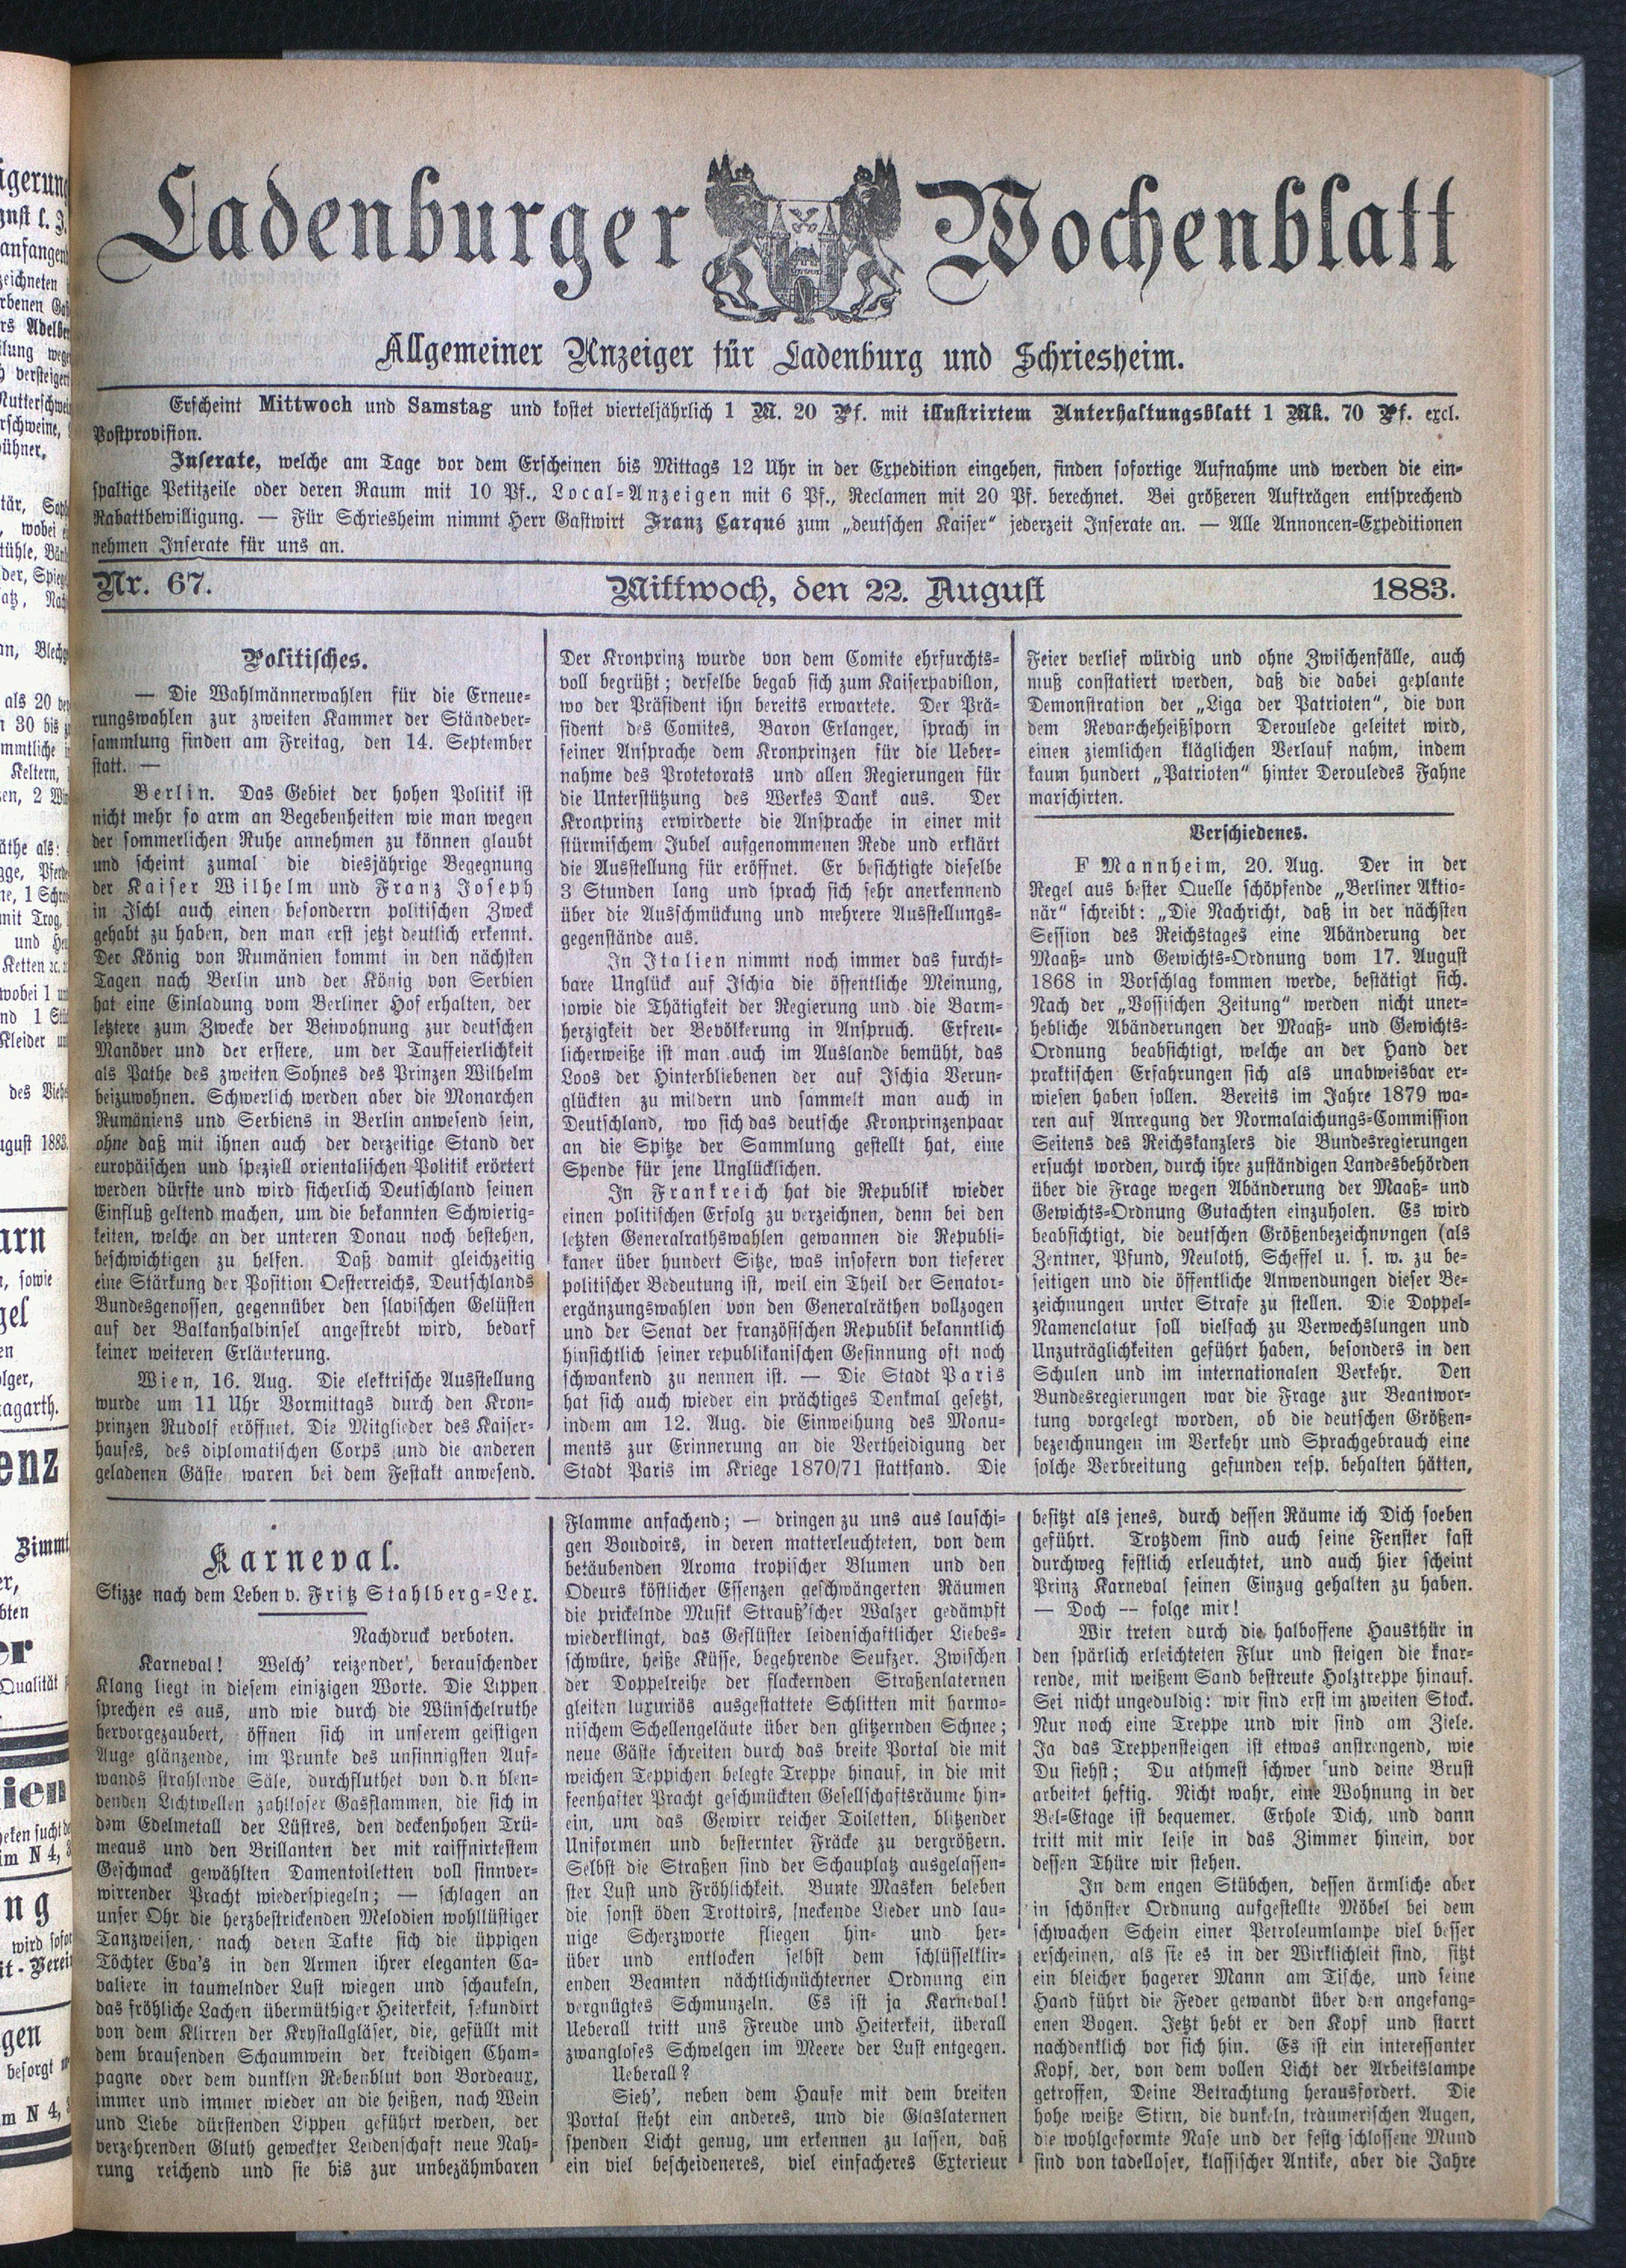 Ladenburger Wochenblatt
Allgemeiner Anzeiger für Ladenburg und Schriesheim.
Erscheint Mittwoch und Samstag und kostet vierteljährlich 1 M. 20 Pf. mit illustrirtem Unterhaltungsblatt 1 Mk. 70 Pf. excl.
Postprovision.
Inserate, welche am Tage vor dem Erscheinen bis Mittags 12 Uhr in der Expedition eingehen, finden sofortige Aufnahme und werden die ein-
spaltige Petitzeile oder deren Raum mit 10 Pf., Local-Anzeigen mit 6 Pf., Reclamen mit 20 Pf. berechnet. Bei größeren Aufträgen entsprechend
Rabattbewilligung. — Für Schriesheim nimmt Herr Gastwirt Franz Carqué zum „deutschen Kaiser“ jederzeit Inserate an. — Alle Annoncen-Expeditionen
nehmen Inserate für uns an.
Nr. 67. Mittwoch, den 22. August 1883.
Politisches.
— Die Wahlmännerwahlen für die Erneue-
rungswahlen zur zweiten Kammer der Ständever-
sammlung finden am Freitag, den 14. September
statt. —
Berlin. Das Gebiet der hohen Politik ist
nicht mehr so arm an Begebenheiten wie man wegen
der sommerlichen Ruhe annehmen zu können glaubt
und scheint zumal die diesjährige Begegnung
der Kaiser Wilhelm und Franz Joseph
in Ischl auch einen besonderrn politischen Zweck
gehabt zu haben, den man erst jetzt deutlich erkennt.
Der König von Rumänien kommt in den nächsten
Tagen nach Berlin und der König von Serbien
hat eine Einladung vom Berliner Hof erhalten, der
letztere zum Zwecke der Beiwohnung zur deutschen
Manöver und der erstere, um der Tauffeierlichkeit
als Pathe des zweiten Sohnes des Prinzen Wilhelm
beizuwohnen. Schwerlich werden aber die Monarchen
Rumäniens und Serbiens in Berlin anwesend sein,
ohne daß mit ihnen auch der derzeitige Stand der
europäischen und speziell orientalischen Politik erörtert
werden dürfte und wird sicherlich Deutschland seinen
Einfluß geltend machen, um die bekannten Schwierig-
keiten, welche an der unteren Donau noch bestehen,
beschwichtigen zu helfen. Daß damit gleichzeitig
eine Stärkung der Position Oesterreichs, Deutschlands
Bundesgenossen, gegennüber den slavischen Gelüsten
auf der Balkanhalbinsel angestrebt wird, bedarf
keiner weiteren Erläuterung.
Wien, 16. Aug. Die elektrische Ausstellung
wurde um 11 Uhr Vormittags durch den Kron-
prinzen Rudolf eröffnet. Die Mitglieder des Kaiser-
hauses, des diplomatischen Corps und die anderen
geladenen Gäste waren bei dem Festakt anwesend.
Der Kronprinz wurde von dem Comite ehrfurchts-
voll begrüßt; derselbe begab sich zum Kaiserpavillon,
wo der Präsident ihn bereits erwartete. Der Prä-
sident des Comites, Baron Erlanger, sprach in
seiner Ansprache dem Kronprinzen für die Ueber-
nahme des Protetorats und allen Regierungen für
die Unterstützung des Werkes Dank aus. Der
Kronprinz erwirderte die Ansprache in einer mit
stürmischem Jubel aufgenommenen Rede und erklärt
die Ausstellung für eröffnet. Er besichtigte dieselbe
3 Stunden lang und sprach sich sehr anerkennend
über die Ausschmückung und mehrere Ausstellungs-
gegenstände aus.
In Italien nimmt noch immer das furcht-
bare Unglück auf Ischia die öffentliche Meinung,
sowie die Thätigkeit der Regierung und die Barm-
herzigkeit der Bevölkerung in Anspruch. Erfreu-
licherweiße ist man auch im Auslande bemüht, das
Loos der Hinterbliebenen der auf Ischia Verun-
glückten zu mildern und sammelt man auch in
Deutschland, wo sich das deutsche Kronprinzenpaar
an die Spitze der Sammlung gestellt hat, eine
Spende für jene Unglücklichen.
In Frankreich hat die Republik wieder
einen politischen Erfolg zu verzeichnen, denn bei den
letzten Generalrathswahlen gewannen die Republi-
kaner über hundert Sitze, was insofern von tieferer
politischer Bedeutung ist, weil ein Theil der Senator-
ergänzungswahlen von den Generalräthen vollzogen
und der Senat der französischen Republik bekanntlich
hinsichtlich seiner republikanischen Gesinnung oft noch
schwankend zu nennen ist. — Die Stadt Paris
hat sich auch wieder ein prächtiges Denkmal gesetzt,
indem am 12. Aug. die Einweihung des Monu-
ments zur Erinnerung an die Vertheidigung der
Stadt Paris im Kriege 1870/71 stattfand. Die
Feier verlief würdig und ohne Zwischenfälle, auch
muß constatiert werden, daß die dabei geplante
Demonstration der „Liga der Patrioten“, die von
dem Revancheheißsporn Deroulede geleitet wird,
einen ziemlichen kläglichen Verlauf nahm, indem
kaum hundert „Patrioten“ hinter Derouledes Fahne
marschirten.
Verschiedenes.
F Mannheim, 20. Aug. Der in der
Regel aus bester Quelle schöpfende „Berliner Aktio-
när“ schreibt: „Die Nachricht, daß in der nächsten
Session des Reichstages eine Abänderung der
Maaß- und Gewichts-Ordnung vom 17. August
1868 in Vorschlag kommen werde, bestätigt sich.
Nach der „Vossischen Zeitung“ werden nicht uner-
hebliche Abänderungen der Maaß- und Gewichts-
Ordnung beabsichtigt, welche an der Hand der
praktischen Erfahrungen sich als unabweisbar er-
wiesen haben sollen. Bereits im Jahre 1879 wa-
ren auf Anregung der Normalaichungs-Commission
Seitens des Reichskanzlers die Bundesregierungen
ersucht worden, durch ihre zuständigen Landesbehörden
über die Frage wegen Abänderung der Maaß- und
Gewichts-Ordnung Gutachten einzuholen. Es wird
beabsichtigt, die deutschen Größenbezeichnungen (als
Zentner, Pfund, Neuloth, Scheffel u. s. w. zu be-
seitigen und die öffentliche Anwendungen dieser Be-
zeichnungen unter Strafe zu stellen. Die Doppel-
Namenclatur soll vielfach zu Verwechslungen und
Unzuträglichkeiten geführt haben, besonders in den
Schulen und im internationalen Verkehr. Den
Bundesregierungen war die Frage zur Beantwor-
tung vorgelegt worden, ob die deutschen Größen-
bezeichnungen im Verkehr und Sprachgebrauch eine
solche Verbreitung gefunden resp. behalten hätten,
Karneval.
Skizze nach dem Leben v. Fritz Stahlberg-Lex.
Nachdruck verboten.
Karneval! Welch' reizender, berauschender
Klang liegt in diesem einizigen Worte. Die Lippen
sprechen es aus, und wie durch die Wünschelruthe
hervorgezaubert, öffnen sich in unserem geistigen
Auge glänzende, im Prunke des unsinnigsten Auf-
wands strahlende Säle, durchfluthet von den blen-
denden Lichtwellen zahlloser Gasflammen, die sich in
dem Edelmetall der Lüstres, den deckenhohen Trü-
meaus und den Brillanten der mit raiffnirtestem
Geschmack gewählten Damentoiletten voll sinnver-
wirrender Pracht wiederspiegeln; — schlagen an
unser Ohr die herzbestrickenden Melodien wohllüstiger
Tanzweisen, nach deren Takte sich die üppigen
Töchter Eva's in den Armen ihrer eleganten Ca-
valiere in taumelnder Lust wiegen und schaukeln,
das fröhliche Lachen übermüthiger Heiterkeit, sekundirt
von dem Klirren der Krystallgläser, die, gefüllt mit
dem brausenden Schaumwein der kreidigen Cham-
pagne oder dem dunklen Rebenblut von Bordeaux,
immer und immer wieder an die heißen, nach Wein
und Liebe dürstenden Lippen geführt werden, der
verzehrenden Gluth geweckter Leidenschaft neue Nah-
rung reichend und sie bis zur unbezähmbaren
Flamme anfachend; — dringen zu uns aus lauschi-
gen Boudoirs, in deren matterleuchteten, von dem
betäubenden Aroma tropischer Blumen und den
Odeurs köstlicher Essenzen geschwängerten Räumen
die prickelnde Musik Strauß'scher Walzer gedämpft
wiederklingt, das Geflüster leidenschaftlicher Liebes-
schwüre, heiße Küsse, begehrende Seufzer. Zwischen
der Doppelreihe der flackernden Straßenlaternen
gleiten luxuriös ausgestattete Schlitten mit harmo-
nischem Schellengeläute über den glitzernden Schnee;
neue Gäste schreiten durch das breite Portal die mit
weichen Teppichen belegte Treppe hinauf, in die mit
feenhafter Pracht geschmückten Gesellschaftsräume hin-
ein, um das Gewirr reicher Toiletten, blitzender
Uniformen und besternter Fräcke zu vergrößern.
Selbst die Straßen sind der Schauplatz ausgelassen-
ster Lust und Fröhlichkeit. Bunte Masken beleben
die sonst öden Trottoirs, sneckende Lieder und lau-
nige Scherzworte fliegen hin- und her-
über und entlocken selbst dem schlüsselklir-
enden Beamten nächtlichnüchterner Ordnung ein
vergnügtes Schmunzeln. Es ist ja Karneval!
Ueberall tritt uns Freude und Heiterkeit, überall
zwangloses Schwelgen im Meere der Lust entgegen.
Ueberall?
Sieh', neben dem Hause mit dem breiten
Portal steht ein anderes, und die Glaslaternen
spenden Licht genug, um erkennen zu lassen, daß
ein viel bescheideneres, viel einfacheres Exterieur
besitzt als jenes, durch dessen Räume ich Dich soeben
geführt. Trotzdem sind auch seine Fenster fast
durchweg festlich erleuchtet, und auch hier scheint
Prinz Karneval seinen Einzug gehalten zu haben.
— Doch — folge mir!
Wir treten durch die halboffene Hausthür in
den spärlich erleichteten Flur und steigen die knar-
rende, mit weißem Sand bestreute Holztreppe hinauf.
Sei nicht ungeduldig: wir sind erst im zweiten Stock.
Nur noch eine Treppe und wir sind am Ziele.
Ja das Treppensteigen ist etwas anstrengend, wie
Du siehst; Du athmest schwer und deine Brust
arbeitet heftig. Nicht wahr, eine Wohnung in der
Bel-Etage ist bequemer. Erhole Dich, und dann
tritt mit mir leise in das Zimmer hinein, vor
dessen Thüre wir stehen.
In dem engen Stübchen, dessen ärmliche aber
in schönster Ordnung aufgestellte Möbel bei dem
schwachen Schein einer Petroleumlampe viel besser
erscheinen, als sie es in der Wirklichleit sind, sitzt
ein bleicher hagerer Mann am Tische, und seine
Hand führt die Feder gewandt über den angefang-
enen Bogen. Jetzt hebt er den Kopf und starrt
nachdenklich vor sich hin. Es ist ein interessanter
Kopf, der, von dem vollen Licht der Arbeitslampe
getroffen, Deine Betrachtung herausfordert. Die
hohe weiße Stirn, die dunkeln, träumerischen Augen,
die wohlgeformte Nase und der festg schlossene Mund
sind von tadelloser, klassischer Antike, aber die Jahre